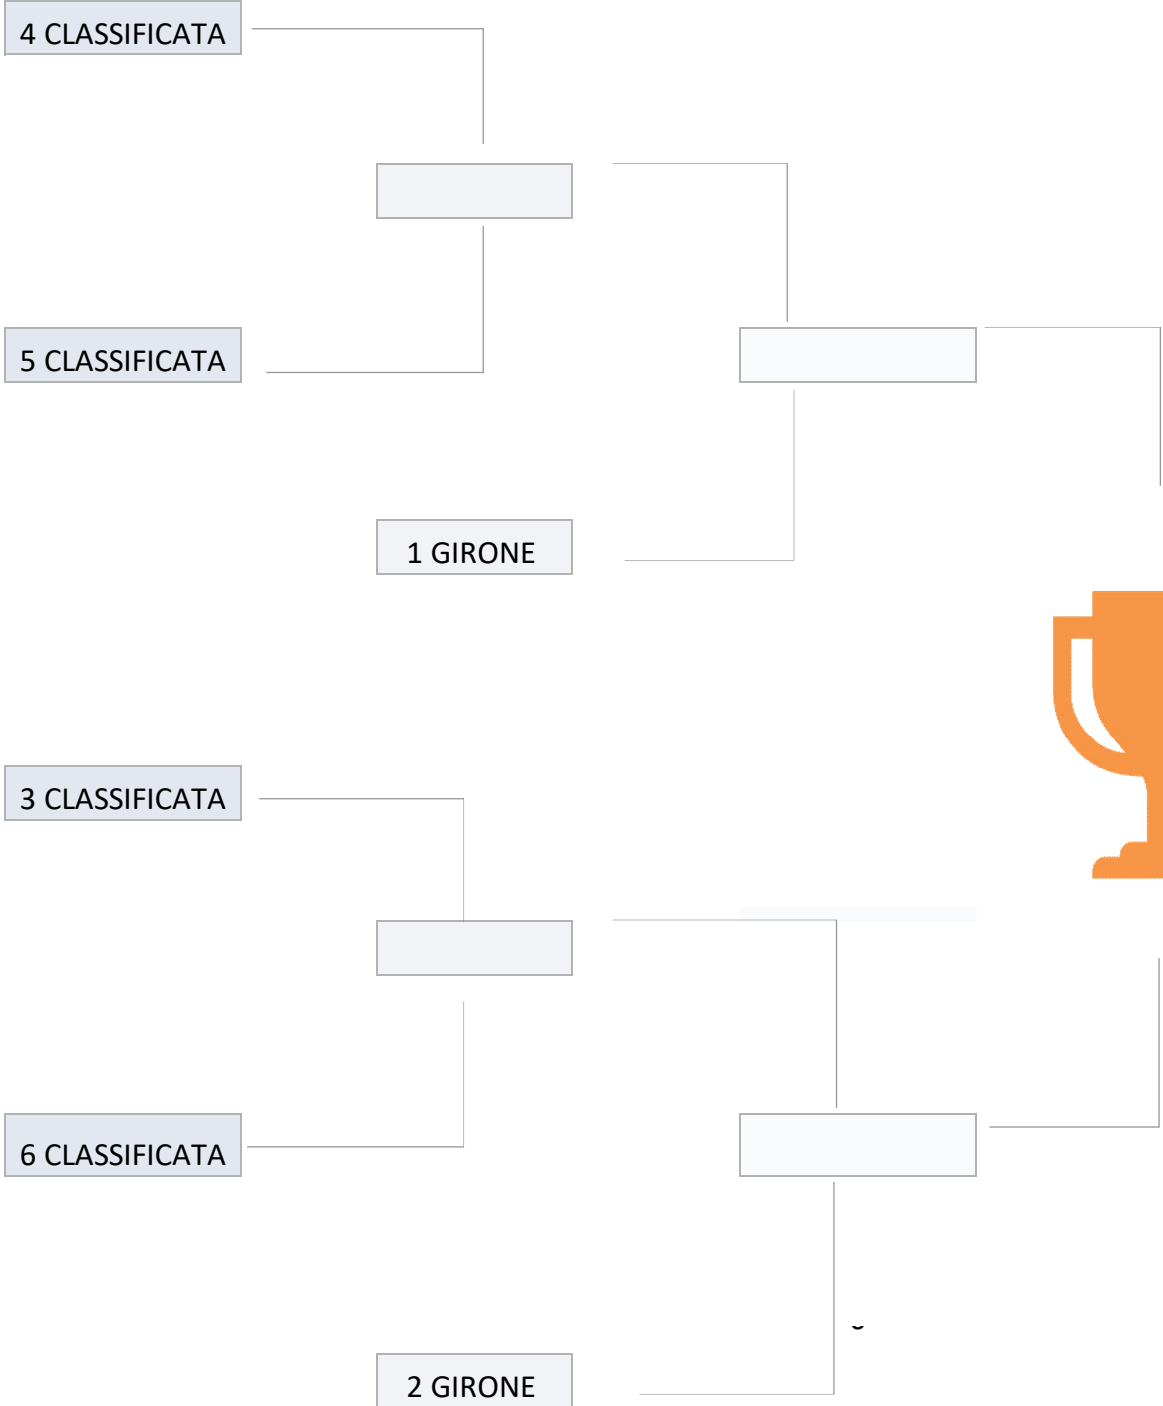 4 CLASSIFICATA
5 CLASSIFICATA
1 GIRONE
3 CLASSIFICATA
6 CLASSIFICATA
2 GIRONE